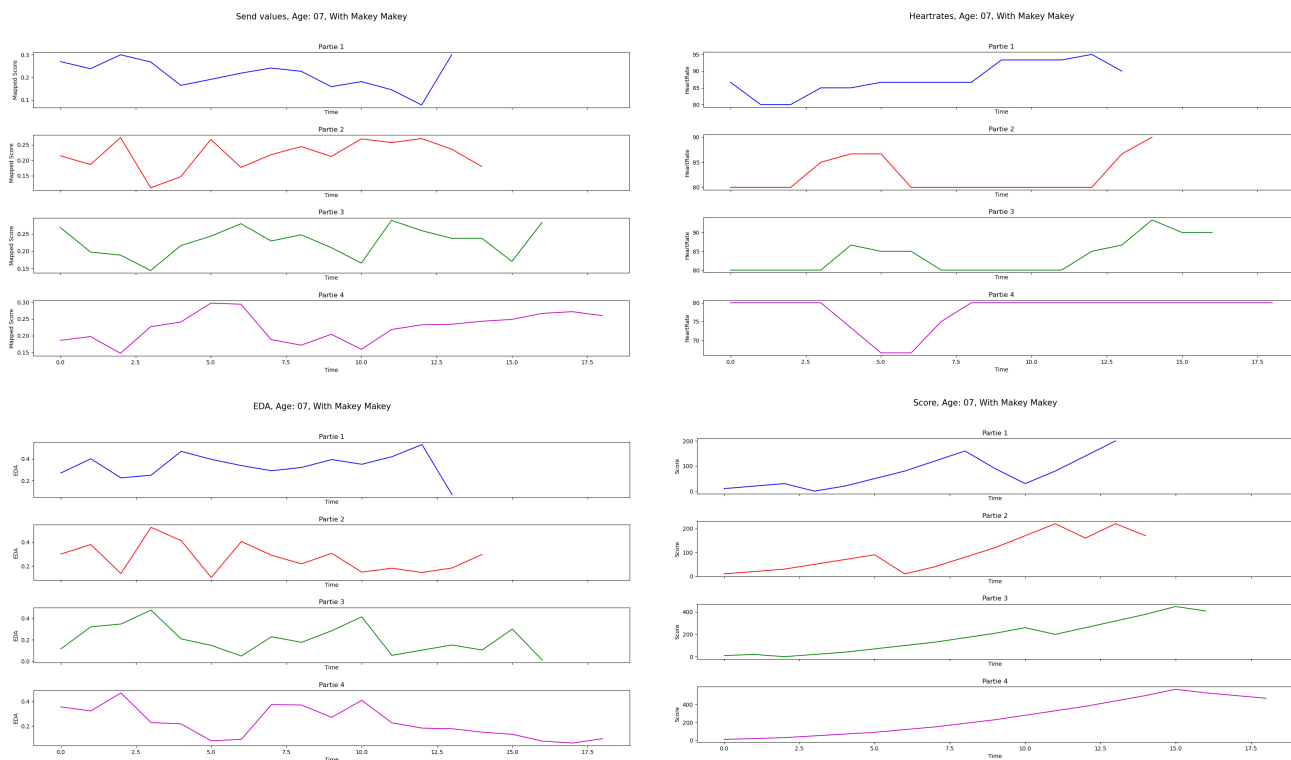 Send values, Age: 07, With Makey Makey
Partie 1
Mapped Score
0.3
0.2
0.1
Time
Partie 2
Mapped Score
0.25
0.20
0.15
Time
Partie 3
Mapped Score
0.25
0.20
0.15
Time
Partie 4
Mapped Score
0.30
0.25
0.20
0.15
0.0 2.5 5.0 7.5 10.0 12.5 15.0 17.5
Time
Heartrates, Age: 07, With Makey Makey
Partie 1
HeartRate
95
90
85
80
Time
Partie 2
HeartRate
90
85
80
Time
Partie 3
HeartRate
90
85
80
Time
Partie 4
HeartRate
80
75
70
0.0 2.5 5.0 7.5 10.0 12.5 15.0 17.5
Time
EDA, Age: 07, With Makey Makey
Partie 1
EDA
0.4
0.2
Time
Partie 2
EDA
0.4
0.2
Time
Partie 3
EDA
0.4
0.2
0.0
Time
Partie 4
EDA
0.4
0.2
0.0 2.5 5.0 7.5 10.0 12.5 15.0 17.5
Time
Score, Age: 07, With Makey Makey
Partie 1
Score
200
100
0
Time
Partie 2
Score
200
100
0
Time
Partie 3
Score
400
200
0
Time
Partie 4
Score
400
200
0
0.0 2.5 5.0 7.5 10.0 12.5 15.0 17.5
Time